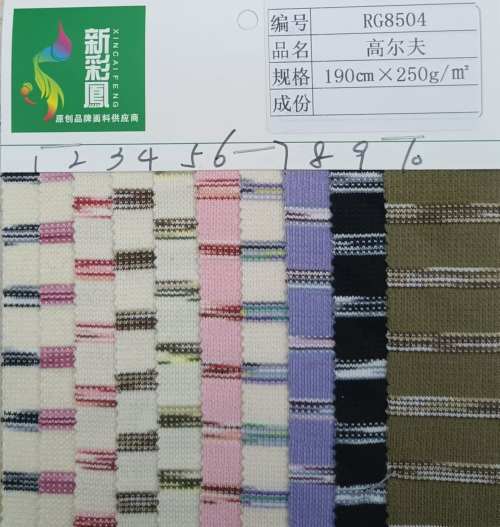 新彩鳳
XINCAIFENG
原创品牌面料供应商
编号 RG8504
品名 高尔夫
规格 190cm×250g/㎡
成份
1 2 3 4 5 6 7 8 9 10